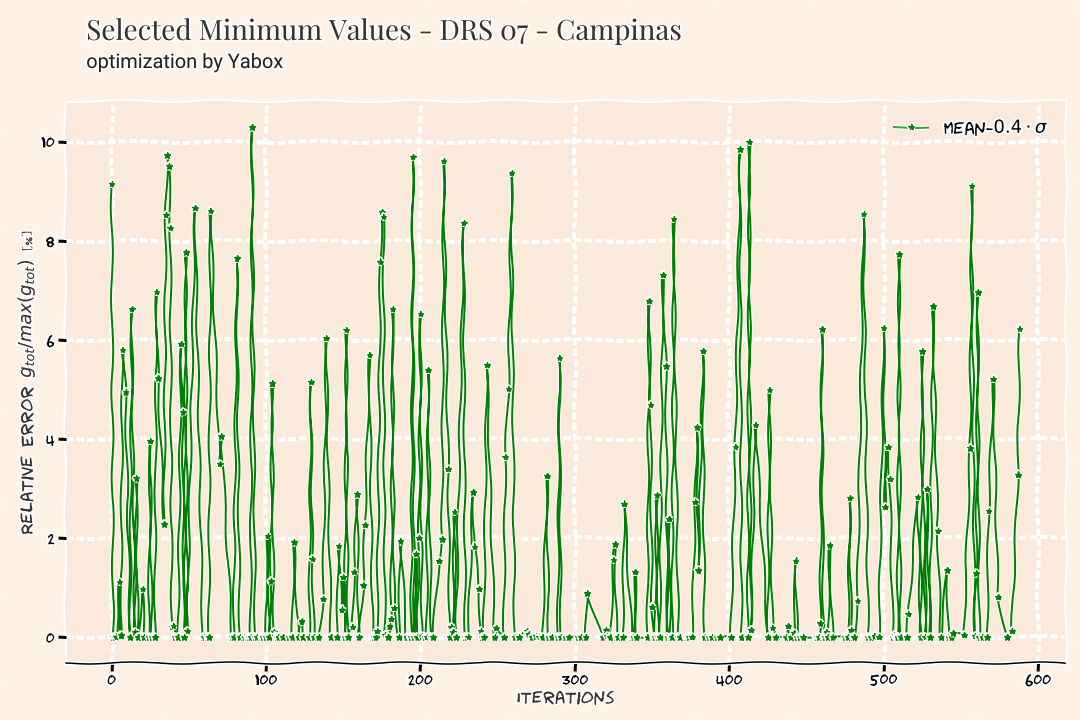 Selected Minimum Values - DRS 07 - Campinas
optimization by Yabox
MEAN-0.4 · σ
RELATIVE ERROR g_tot/max(g_tot) [%]
10
8
6
4
2
0
0 100 200 300 400 500 600
ITERATIONS